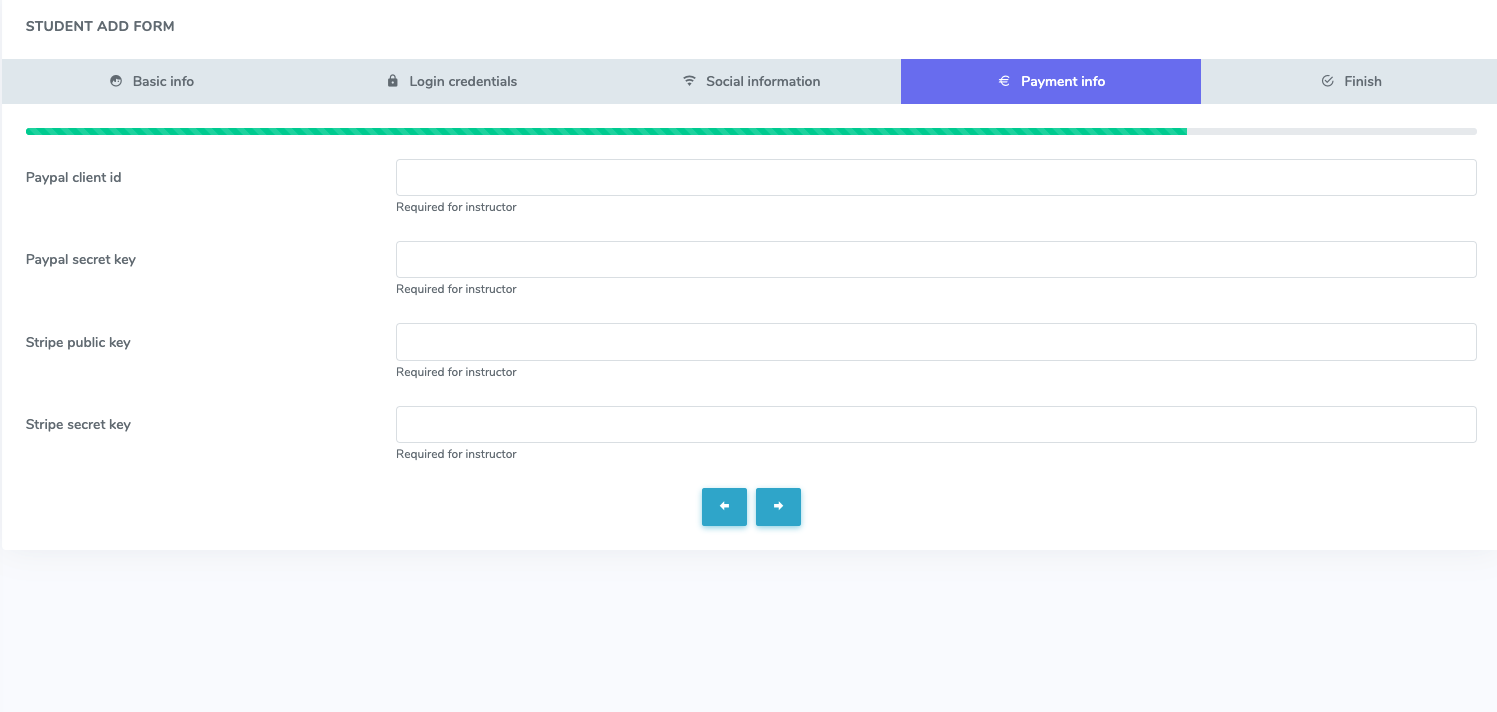 STUDENT ADD FORM
Basic info Login credentials Social information Payment info Finish
Paypal client id
Required for instructor
Paypal secret key
Required for instructor
Stripe public key
Required for instructor
Stripe secret key
Required for instructor